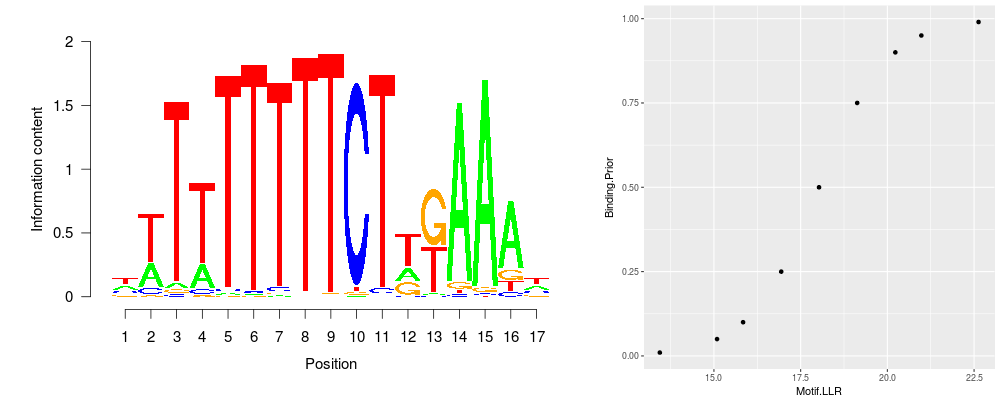 2
1.5
1
0.5
0
Information content
1 2 3 4 5 6 7 8 9 10 11 12 13 14 15 16 17
Position
T T T T T T T T T C T T G A A A T
A A A A G T
1.00
0.75
0.50
0.25
0.00
Binding.Prior
15.0 17.5 20.0 22.5
Motif.LLR